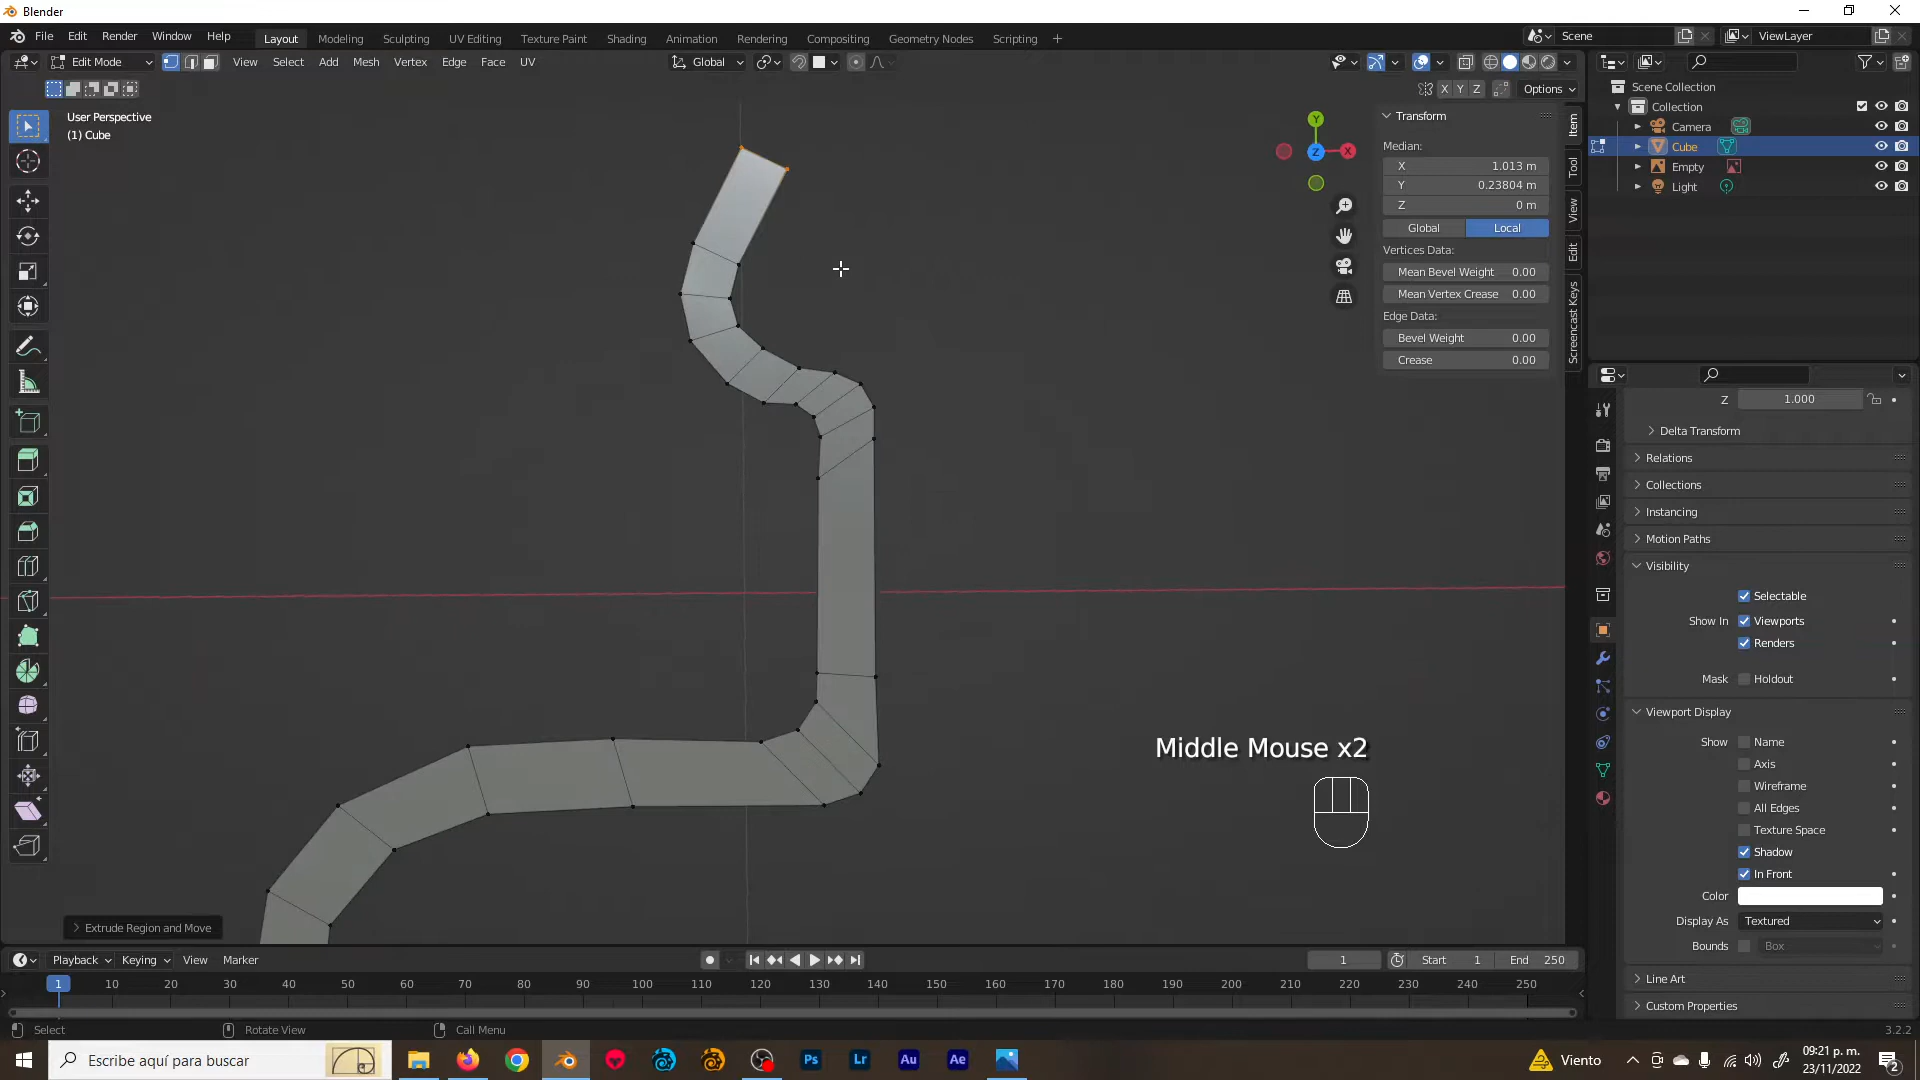 Blender
File Edit Render Window Help
Layout Modeling Sculpting UV Editing Texture Paint Shading Animation Rendering Compositing Geometry Nodes Scripting
Scene
ViewLayer
Edit Mode
View Select Add Mesh Vertex Edge Face UV
Global
X Y Z
Options
User Perspective
(1) Cube
Y
Z
X
Transform
Median:
X 1.013 m
Y 0.23804 m
Z 0 m
Global Local
Vertices Data:
Mean Bevel Weight 0.00
Mean Vertex Crease 0.00
Edge Data:
Bevel Weight 0.00
Crease 0.00
Item
Tool
View
Edit
Screencast Keys
Scene Collection
Collection
Camera
Cube
Empty
Light
Z 1.000
Delta Transform
Relations
Collections
Instancing
Motion Paths
Visibility
Selectable
Show In Viewports
Renders
Mask Holdout
Viewport Display
Show Name
Axis
Wireframe
All Edges
Texture Space
Shadow
In Front
Color
Display As Textured
Bounds Box
Line Art
Custom Properties
Middle Mouse x2
Extrude Region and Move
Playback Keying View Marker
1
Start 1
End 250
1 10 20 30 40 50 60 70 80 90 100 110 120 130 140 150 160 170 180 190 200 210 220 230 240 250
Select
Rotate View
Call Menu
3.2.2
Escribe aquí para buscar
Ps
Lr
Au
Ae
Viento
09:21 p. m.
23/11/2022
2